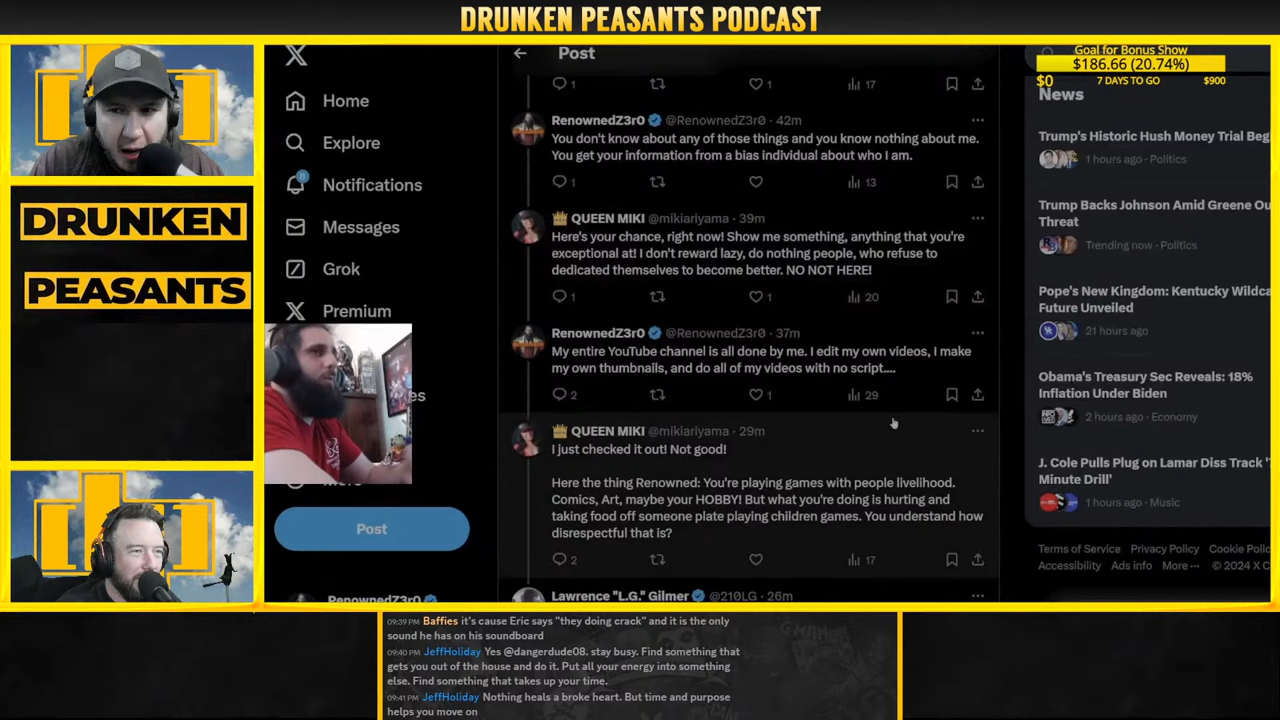 DRUNKEN PEASANTS PODCAST
DRUNKEN
PEASANTS
Home
Explore
8
Notifications
Messages
Grok
Premium
es
Post
RenownedZ3r0
Post
1
1
17
RenownedZ3r0 @RenownedZ3r0 · 42m
You don't know about any of those things and you know nothing about me.
You get your information from a bias individual about who I am.
1
13
QUEEN MIKI @mikiariyama · 39m
Here's your chance, right now! Show me something, anything that you're
exceptional at! I don't reward lazy, do nothing people, who refuse to
dedicated themselves to become better. NO NOT HERE!
1
1
20
RenownedZ3r0 @RenownedZ3r0 · 37m
My entire YouTube channel is all done by me. I edit my own videos, I make
my own thumbnails, and do all of my videos with no script....
2
1
29
QUEEN MIKI @mikiariyama · 29m
I just checked it out! Not good!
Here the thing Renowned: You're playing games with people livelihood.
Comics, Art, maybe your HOBBY! But what you're doing is hurting and
taking food off someone plate playing children games. You understand how
disrespectful that is?
2
17
Lawrence "L.G." Gilmer @210LG · 26m
Goal for Bonus Show
$186.66 (20.74%)
$0 7 DAYS TO GO $900
News
Trump's Historic Hush Money Trial Beg
1 hours ago · Politics
Trump Backs Johnson Amid Greene Ou
Threat
Trending now · Politics
Pope's New Kingdom: Kentucky Wildca
Future Unveiled
21 hours ago
Obama's Treasury Sec Reveals: 18%
Inflation Under Biden
2 hours ago · Economy
J. Cole Pulls Plug on Lamar Diss Track '7
Minute Drill'
1 hours ago · Music
Terms of Service Privacy Policy Cookie Polic
Accessibility Ads info More ··· © 2024 X C
09:39 PM Baffies it's cause Eric says "they doing crack" and it is the only
sound he has on his soundboard
09:40 PM JeffHoliday Yes @dangerdude08. stay busy. Find something that
gets you out of the house and do it. Put all your energy into something
else. Find something that takes up your time.
09:41 PM JeffHoliday Nothing heals a broke heart. But time and purpose
helps you move on